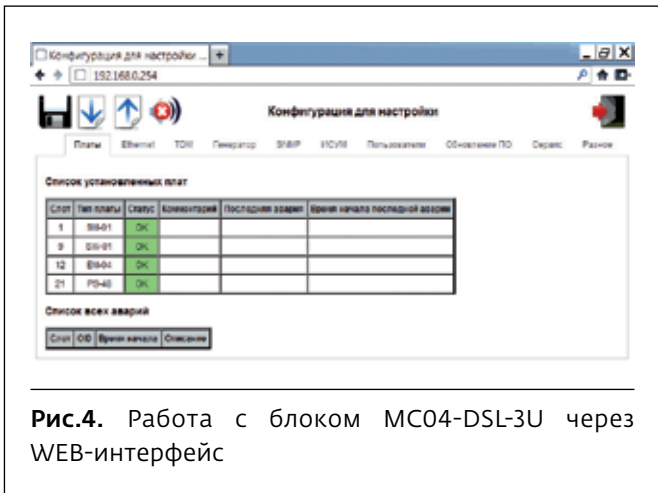 Конфигурация для настройки ...
192.168.0.254
Конфигурация для настройки
Платы Ethernet TDM Генератор SNMP Пользователи Обновление ПО Сервис Разное
Список установленных плат
Слот Тип платы Статус Комментарий Последняя авария Время начала последней аварии
1 OK
9 OK
12 OK
21 OK
Список всех аварий
Слот Время начала Описание
Рис.4. Работа с блоком МС04-DSL-3U через
WEB-интерфейс